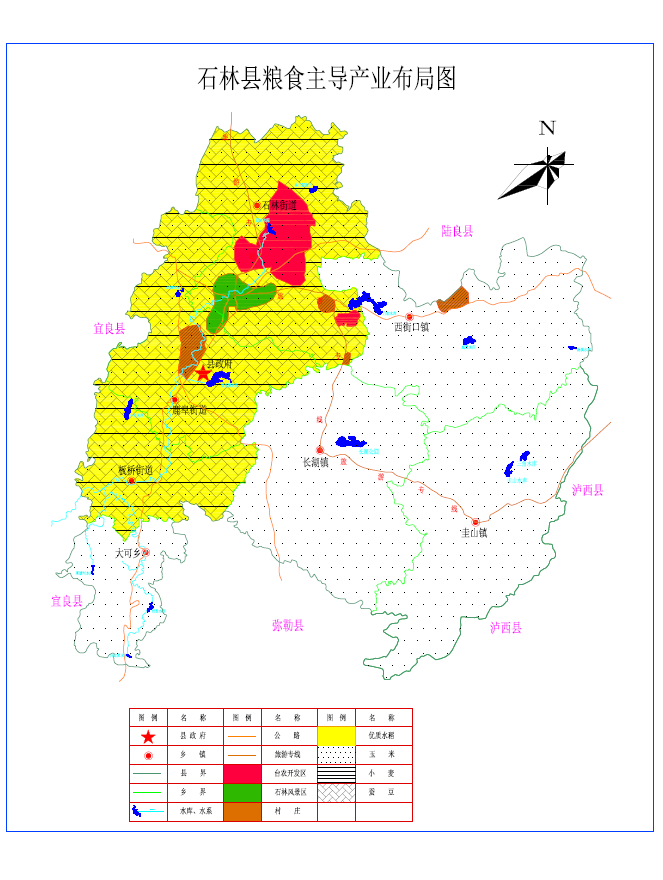 石林县粮食主导产业布局图
N
石林街道
陆良县
宜良县
西街口镇
县政府
鹿阜街道
长湖镇
板桥街道
旅
游
专
线
泸西县
圭山镇
大可乡
宜良县
弥勒县
泸西县
图 例 名 称 图 例 名 称 图 例 名 称
县 政 府 公 路 优质水稻
乡 镇 旅游专线 玉 米
县 界 台农开发区 小 麦
乡 界 石林风景区 蚕 豆
水库、水系 村 庄